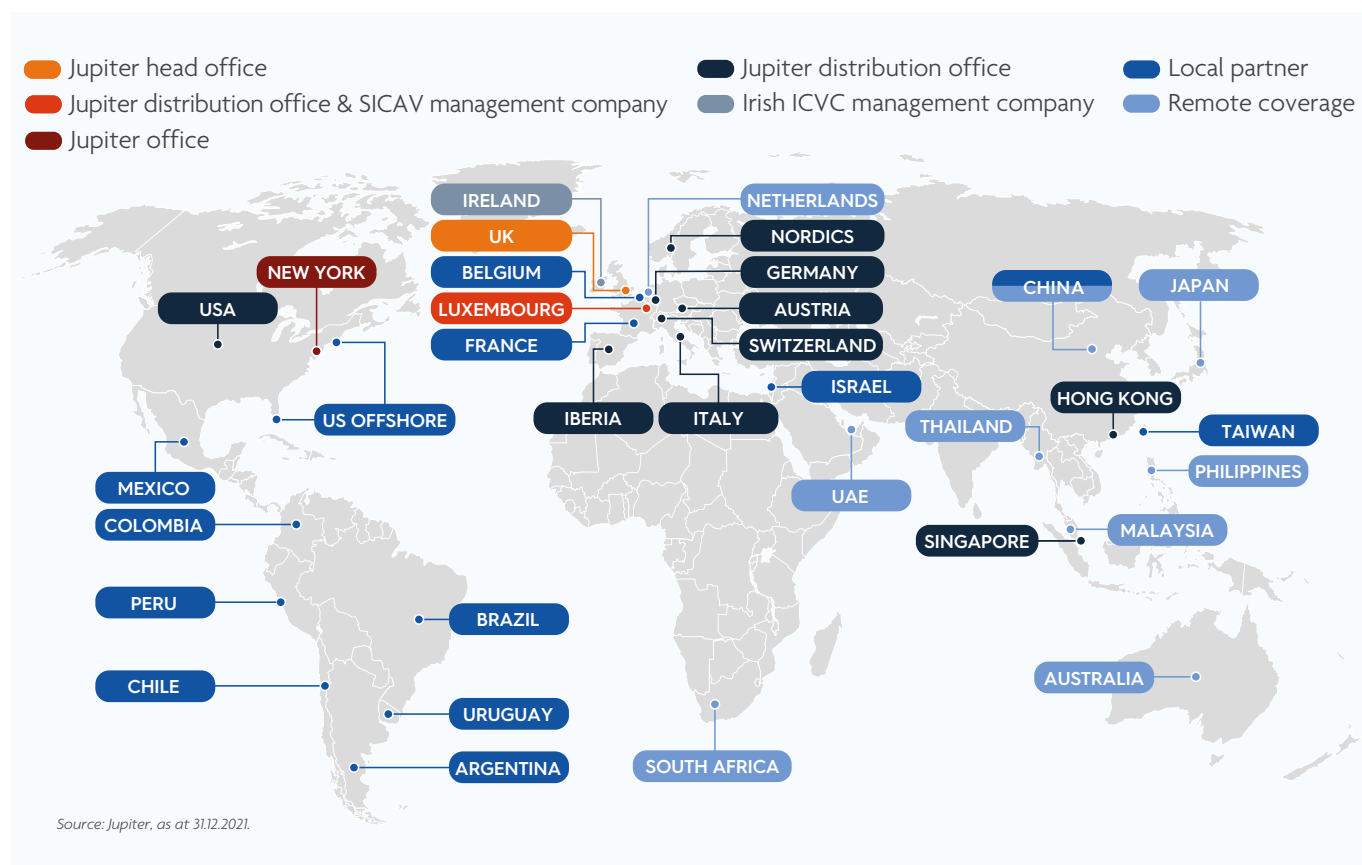 Jupiter head office
Jupiter distribution office & SICAV management company
Jupiter office
Jupiter distribution office
Irish ICVC management company
Local partner
Remote coverage
IRELAND
UK
BELGIUM
LUXEMBOURG
FRANCE
NETHERLANDS
NORDICS
GERMANY
AUSTRIA
SWITZERLAND
NEW YORK
USA
US OFFSHORE
IBERIA
ITALY
ISRAEL
CHINA
JAPAN
HONG KONG
THAILAND
TAIWAN
PHILIPPINES
UAE
MALAYSIA
SINGAPORE
MEXICO
COLOMBIA
PERU
BRAZIL
CHILE
URUGUAY
ARGENTINA
SOUTH AFRICA
AUSTRALIA
Source: Jupiter, as at 31.12.2021.